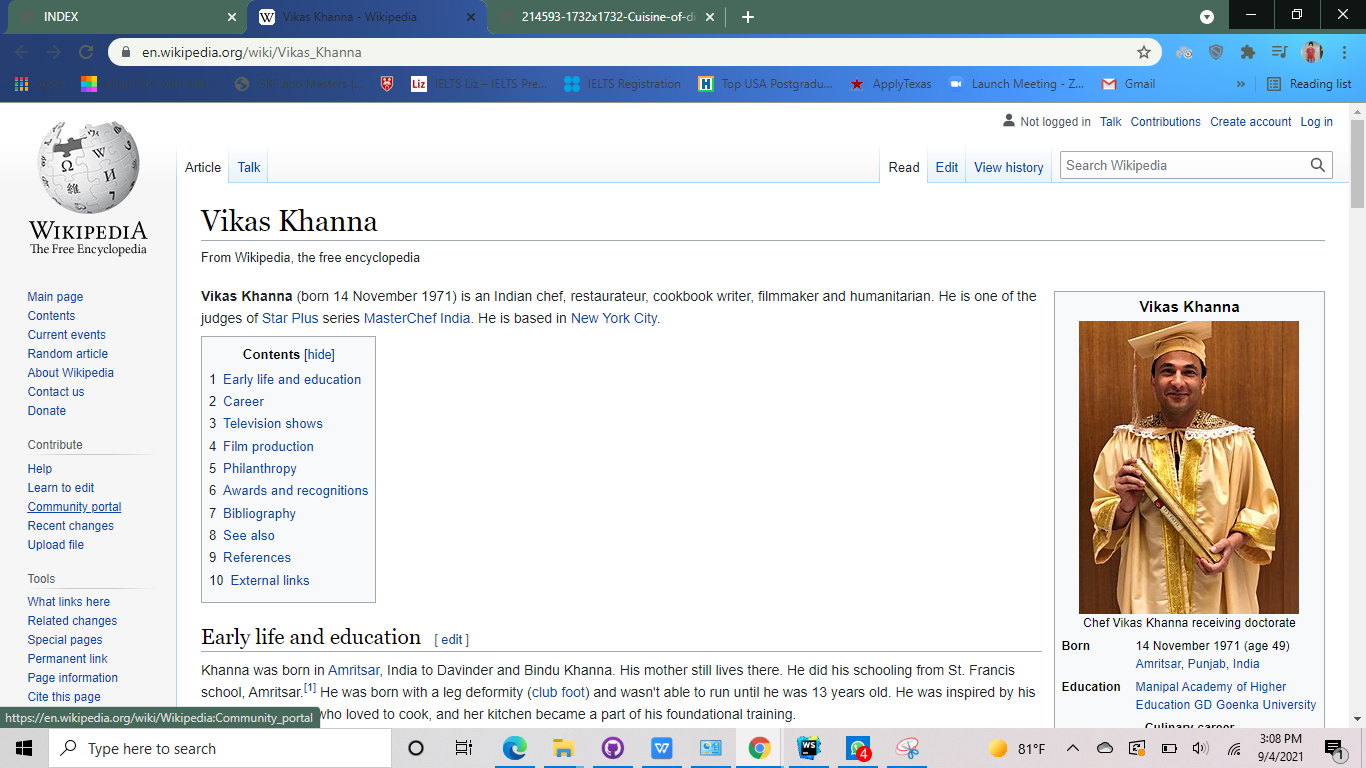 INDEX
Vikas Khanna - Wikipedia
214593-1732x1732-Cuisine-of-di
en.wikipedia.org/wiki/Vikas_Khanna
Liz IELTS Liz – IELTS Pre...
IELTS Registration
H Top USA Postgradu...
ApplyTexas
Launch Meeting - Z...
Gmail
»
Reading list
Not logged in Talk Contributions Create account Log in
Article Talk Read Edit View history Search Wikipedia
WIKIPEDIA
The Free Encyclopedia
Main page
Contents
Current events
Random article
About Wikipedia
Contact us
Donate
Contribute
Help
Learn to edit
Community portal
Recent changes
Upload file
Tools
What links here
Related changes
Special pages
Permanent link
Page information
Cite this page
https://en.wikipedia.org/wiki/Wikipedia:Community_portal
Vikas Khanna
From Wikipedia, the free encyclopedia
Vikas Khanna (born 14 November 1971) is an Indian chef, restaurateur, cookbook writer, filmmaker and humanitarian. He is one of the
judges of Star Plus series MasterChef India. He is based in New York City.
Contents [hide]
1 Early life and education
2 Career
3 Television shows
4 Film production
5 Philanthropy
6 Awards and recognitions
7 Bibliography
8 See also
9 References
10 External links
Early life and education [ edit ]
Khanna was born in Amritsar, India to Davinder and Bindu Khanna. His mother still lives there. He did his schooling from St. Francis
school, Amritsar.[1] He was born with a leg deformity (club foot) and wasn't able to run until he was 13 years old. He was inspired by his
who loved to cook, and her kitchen became a part of his foundational training.
Vikas Khanna
Chef Vikas Khanna receiving doctorate
Born 14 November 1971 (age 49)
Amritsar, Punjab, India
Education Manipal Academy of Higher
Education GD Goenka University
Culinary career
Type here to search
4
81°F
3:08 PM
9/4/2021
1